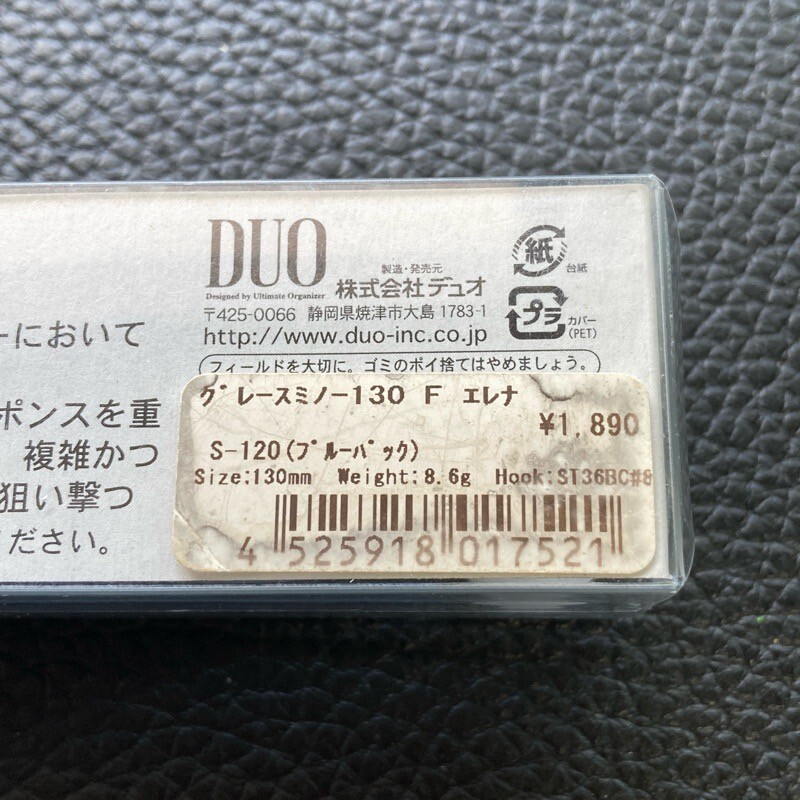 DUO
Designed by Ultimate Organizer
製造・発売元
株式会社デュオ
〒425-0066 静岡県焼津市大島 1783-1
http://www.duo-inc.co.jp
フィールドを大切に。ゴミのポイ捨てはやめましょう。
紙
台紙
プラ
カバー
(PET)
ーにおいて
ポンスを重
複雑かつ
狙い撃つ
ださい。
グレースミノー130 F エレナ
¥1,890
S-120(ブルーバック)
Size:130mm Weight:8.6g Hook:ST36BC#8
4 525918 017521